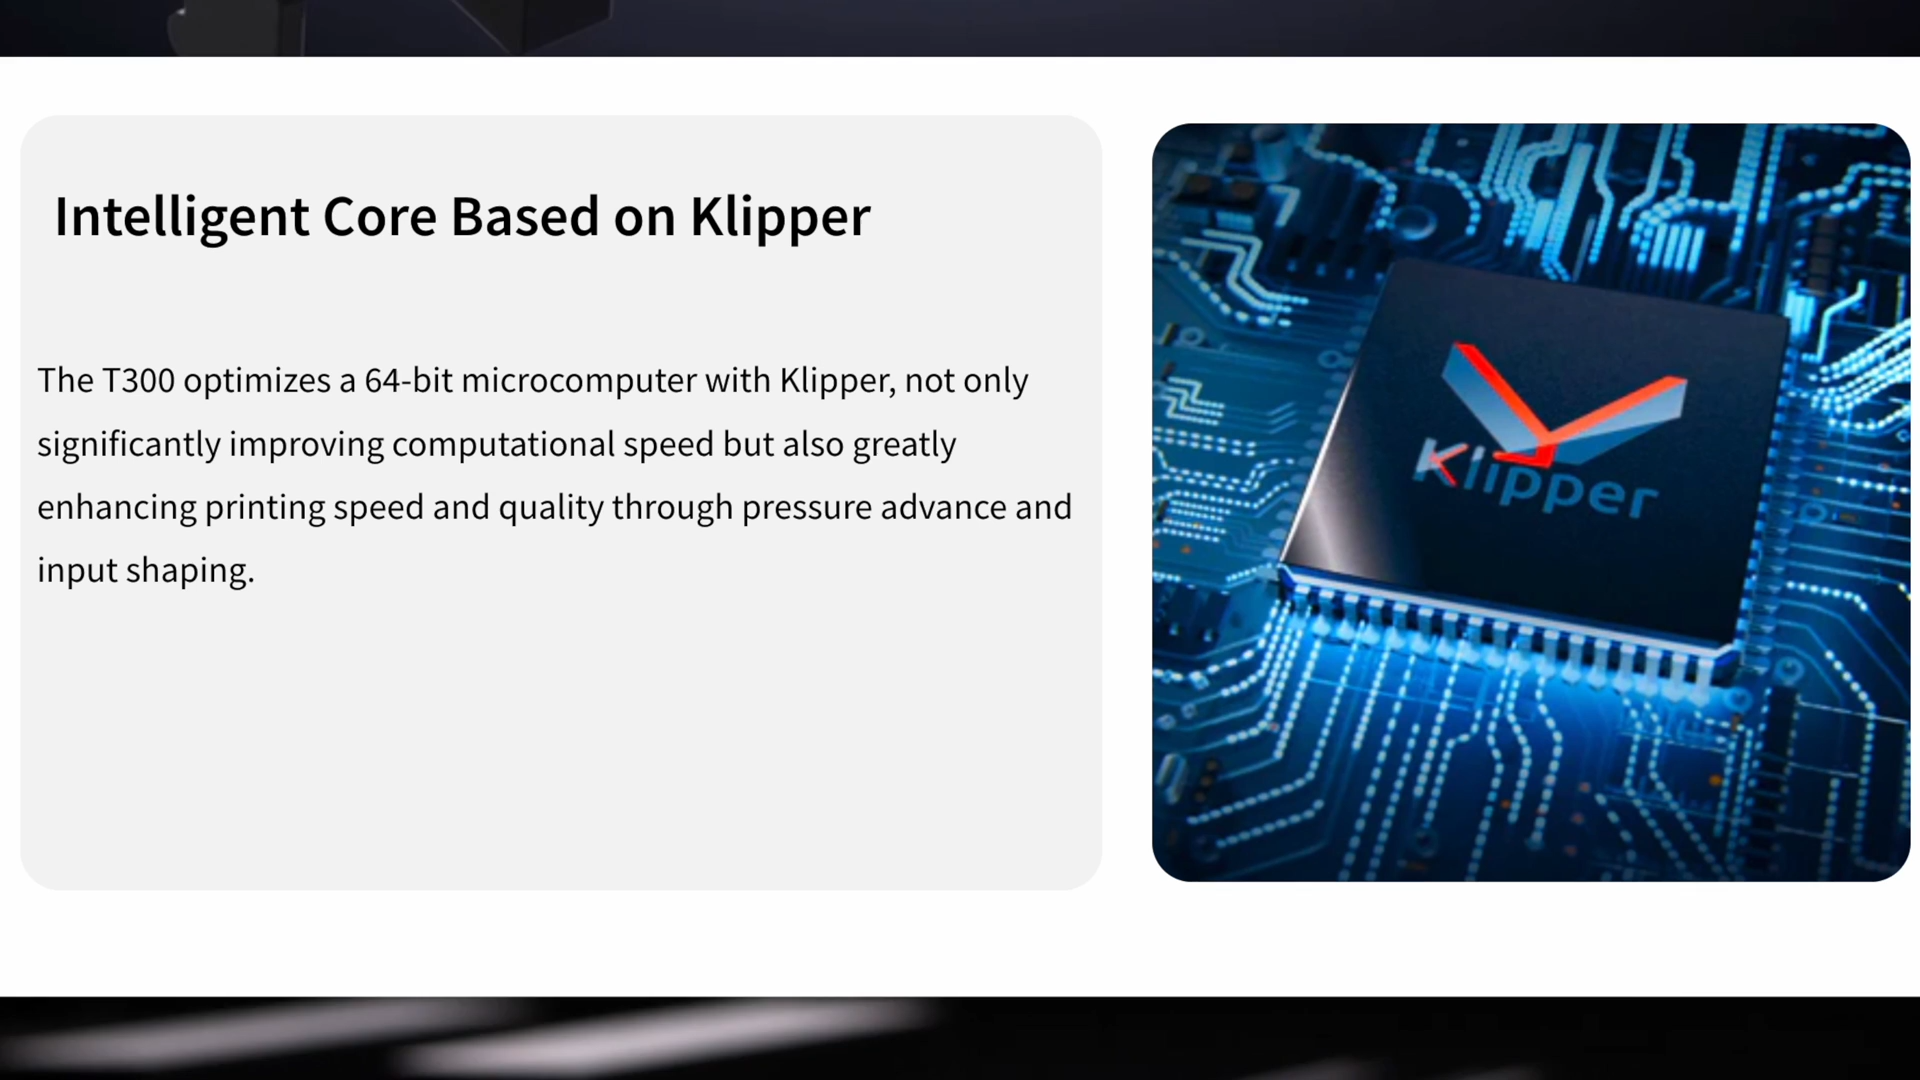 Intelligent Core Based on Klipper
The T300 optimizes a 64-bit microcomputer with Klipper, not only
significantly improving computational speed but also greatly
enhancing printing speed and quality through pressure advance and
input shaping.
Klipper